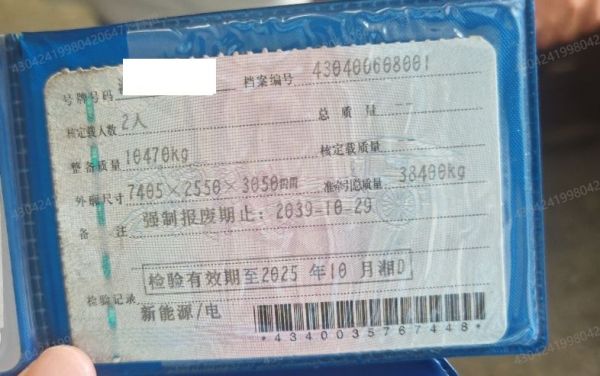 号牌号码 档案编号 430400608001
核定载人数 2人 总质量 --
整备质量 10470kg 核定载质量 --
外廓尺寸 7405×2550×3050mm 准牵引总质量 38400kg
备注 强制报废期止：2039-10-29
检验有效期至2025年10月湘D
检验记录
新能源/电
*4340035767448*